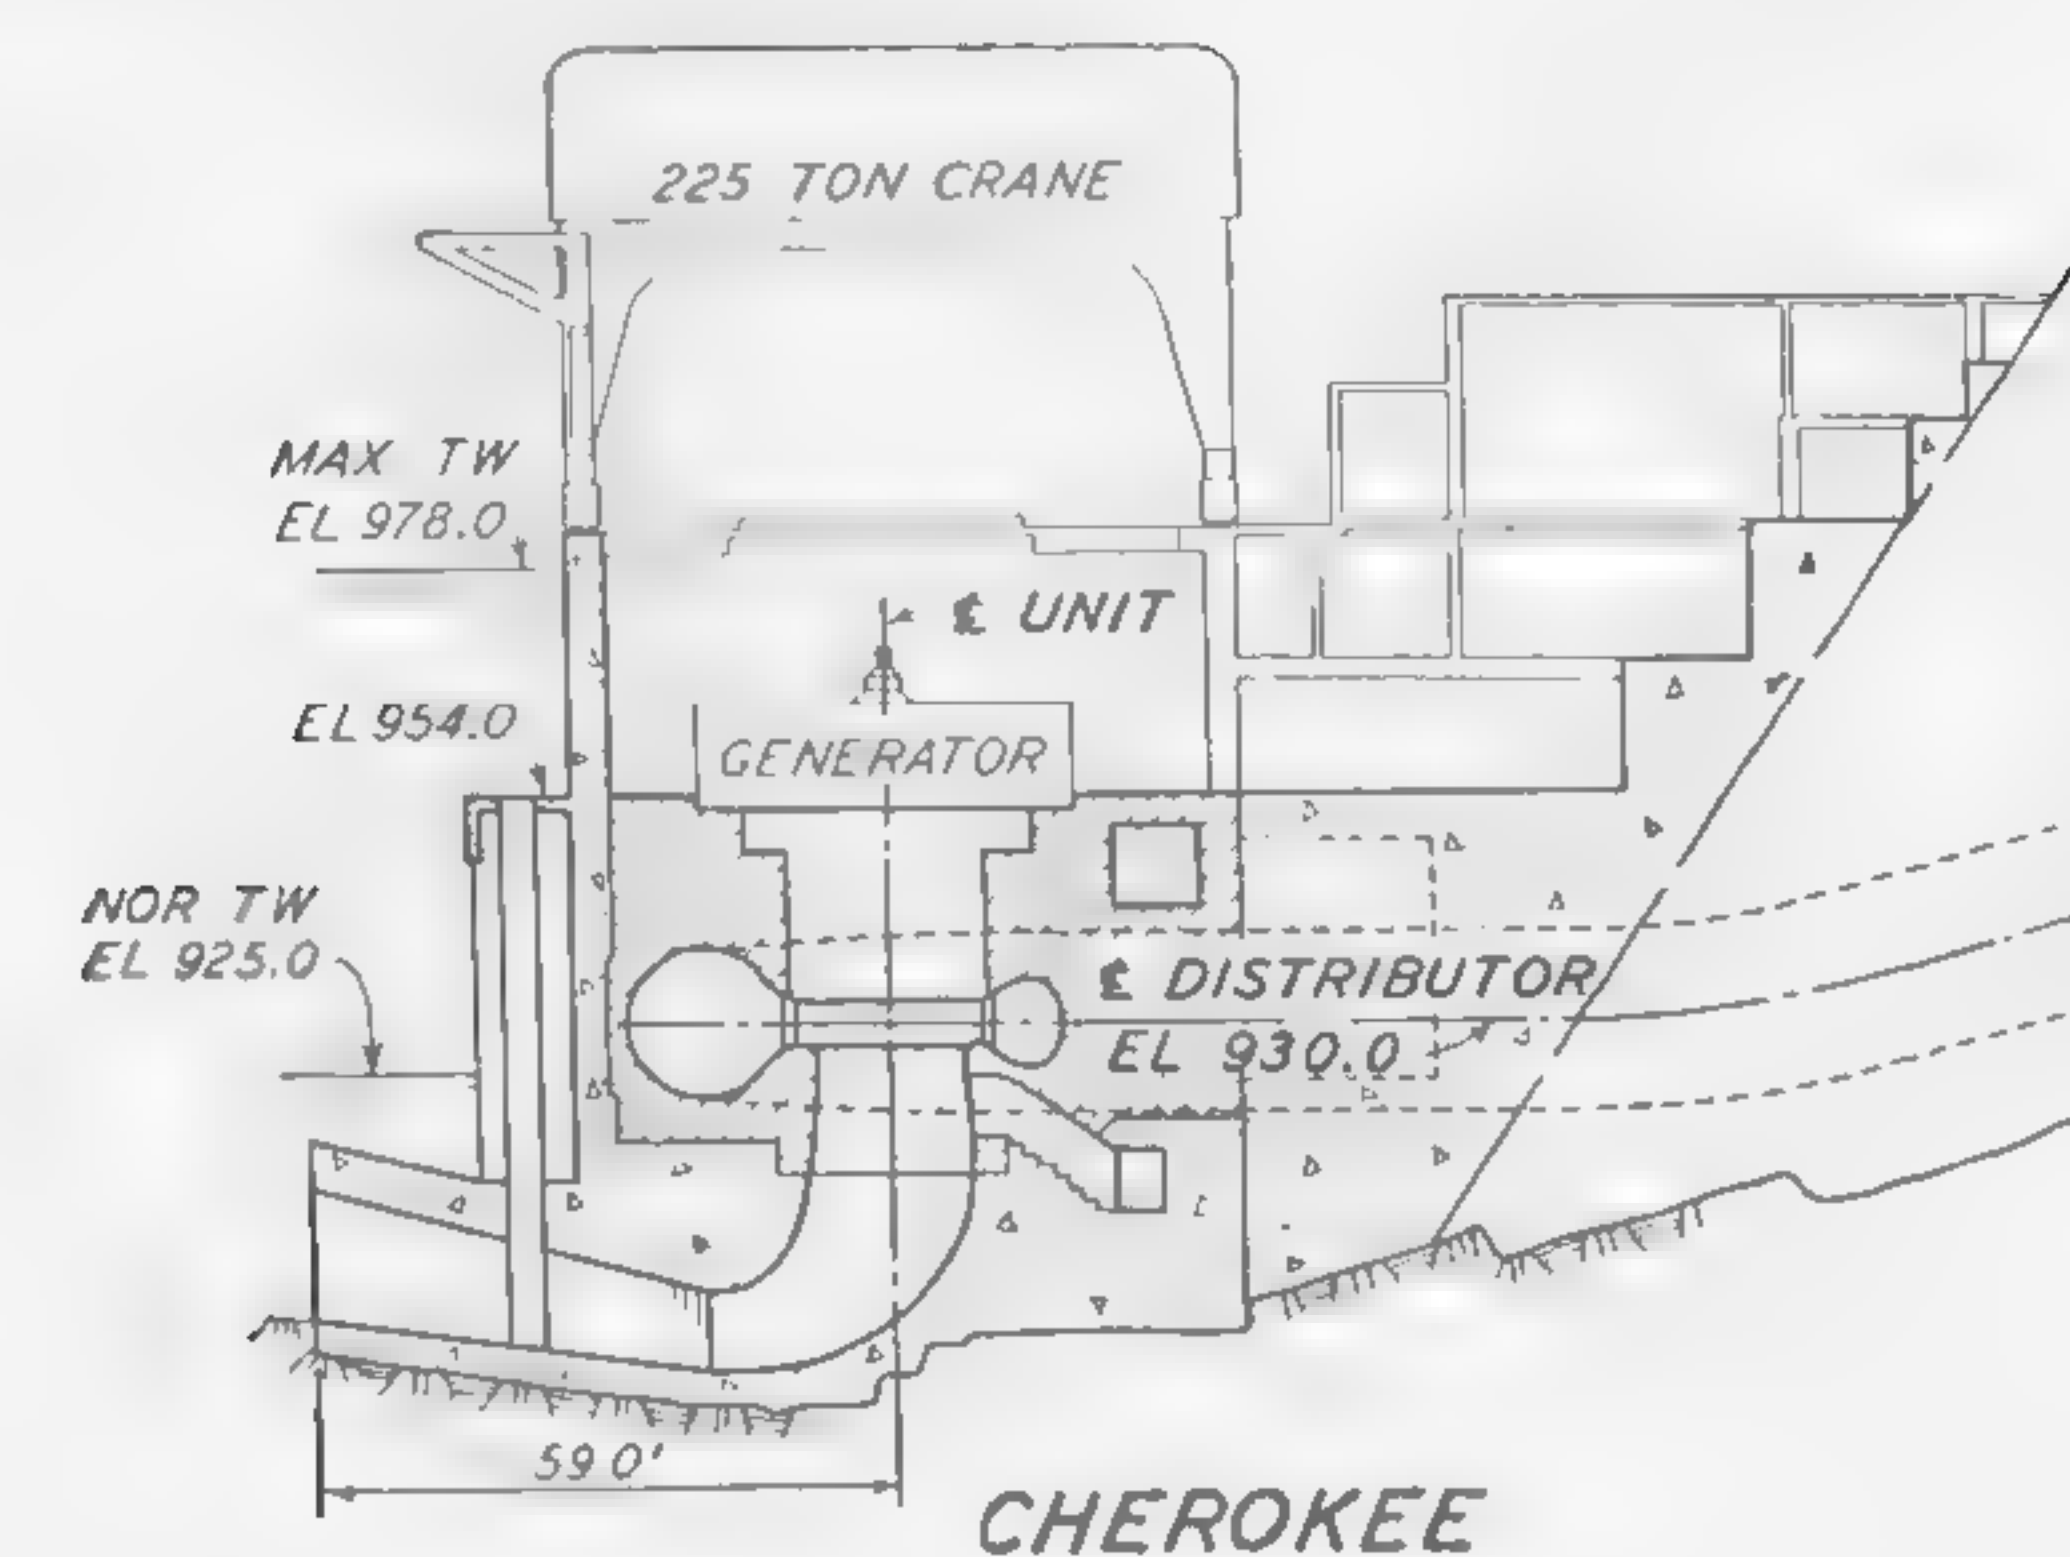 225 TON CRANE
MAX TW
EL 978.0
℄ UNIT
EL 954.0
GENERATOR
NOR TW
EL 925.0
℄ DISTRIBUTOR
EL 930.0
59 0'
CHEROKEE